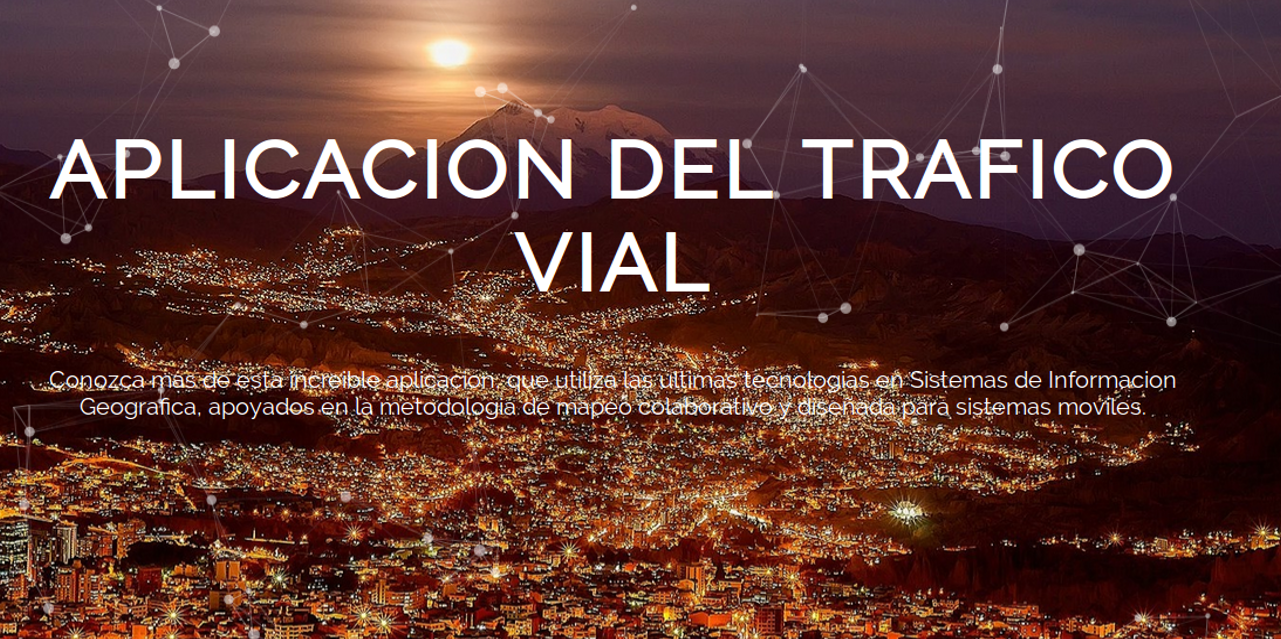 APLICACION DEL TRAFICO
VIAL
Conozca mas de esta increible aplicacion, que utiliza las ultimas tecnologias en Sistemas de Informacion
Geografica, apoyados en la metodologia de mapeo colaborativo y diseñada para sistemas moviles.